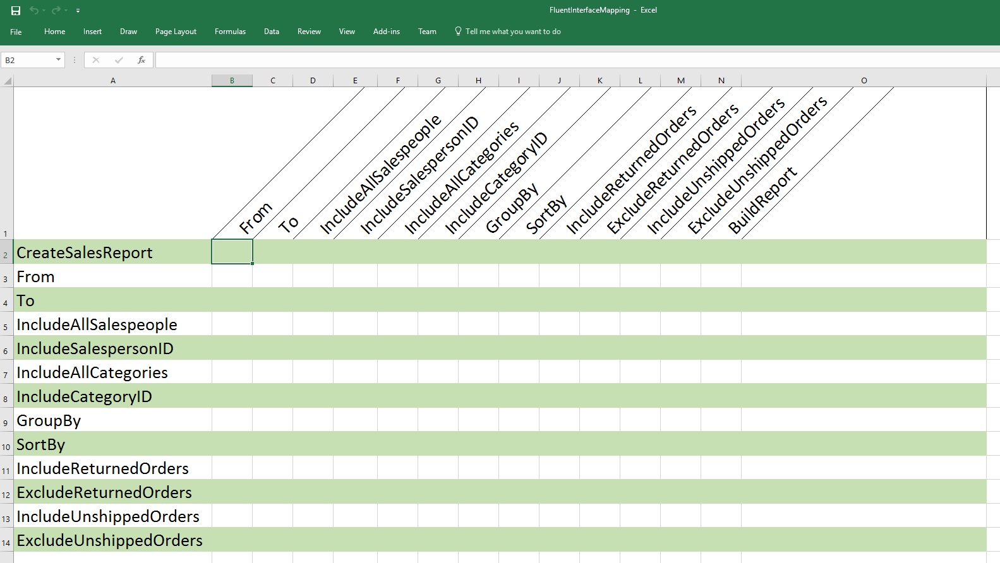 FluentInterfaceMapping - Excel
File Home Insert Draw Page Layout Formulas Data Review View Add-ins Team Tell me what you want to do
B2 fx
A B C D E F G H I J K L M N O
1 From To IncludeAllSalespeople IncludeSalespersonID IncludeAllCategories IncludeCategoryID GroupBy SortBy IncludeReturnedOrders ExcludeReturnedOrders IncludeUnshippedOrders ExcludeUnshippedOrders BuildReport
2 CreateSalesReport
3 From
4 To
5 IncludeAllSalespeople
6 IncludeSalespersonID
7 IncludeAllCategories
8 IncludeCategoryID
9 GroupBy
10 SortBy
11 IncludeReturnedOrders
12 ExcludeReturnedOrders
13 IncludeUnshippedOrders
14 ExcludeUnshippedOrders